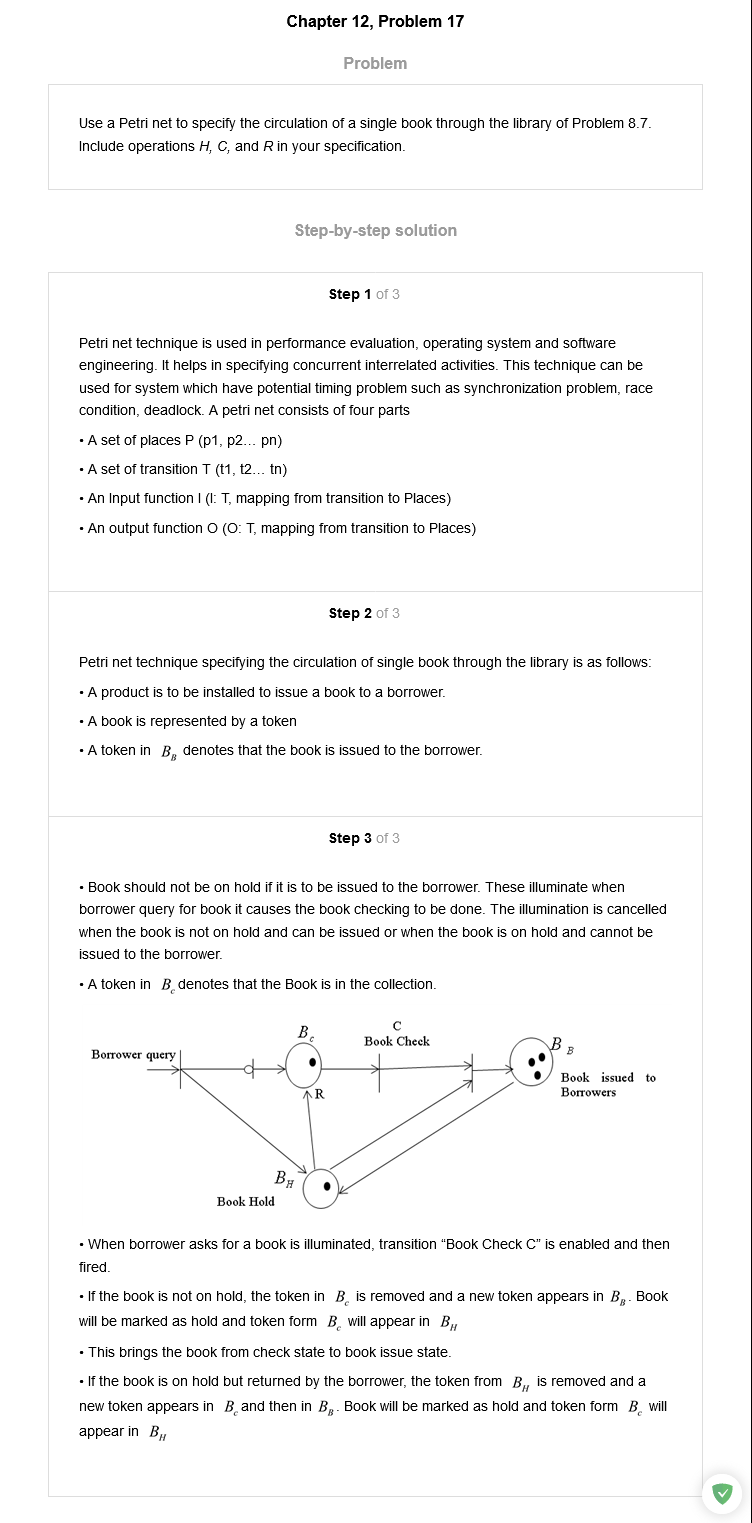 Chapter 12, Problem 17
Problem
Use a Petri net to specify the circulation of a single book through the library of Problem 8.7.
Include operations H, C, and R in your specification.
Step-by-step solution
Step 1 of 3
Petri net technique is used in performance evaluation, operating system and software
engineering. It helps in specifying concurrent interrelated activities. This technique can be
used for system which have potential timing problem such as synchronization problem, race
condition, deadlock. A petri net consists of four parts
• A set of places P (p1, p2… pn)
• A set of transition T (t1, t2… tn)
• An Input function I (I: T, mapping from transition to Places)
• An output function O (O: T, mapping from transition to Places)
Step 2 of 3
Petri net technique specifying the circulation of single book through the library is as follows:
• A product is to be installed to issue a book to a borrower.
• A book is represented by a token
• A token in B_B denotes that the book is issued to the borrower.
Step 3 of 3
• Book should not be on hold if it is to be issued to the borrower. These illuminate when
borrower query for book it causes the book checking to be done. The illumination is cancelled
when the book is not on hold and can be issued or when the book is on hold and cannot be
issued to the borrower.
• A token in B_c denotes that the Book is in the collection.
C
B_c
Book Check
B_B
Borrower query
Book issued to
Borrowers
R
B_H
Book Hold
• When borrower asks for a book is illuminated, transition “Book Check C” is enabled and then
fired.
• If the book is not on hold, the token in B_c is removed and a new token appears in B_B. Book
will be marked as hold and token form B_c will appear in B_H
• This brings the book from check state to book issue state.
• If the book is on hold but returned by the borrower, the token from B_H is removed and a
new token appears in B_c and then in B_B. Book will be marked as hold and token form B_c will
appear in B_H